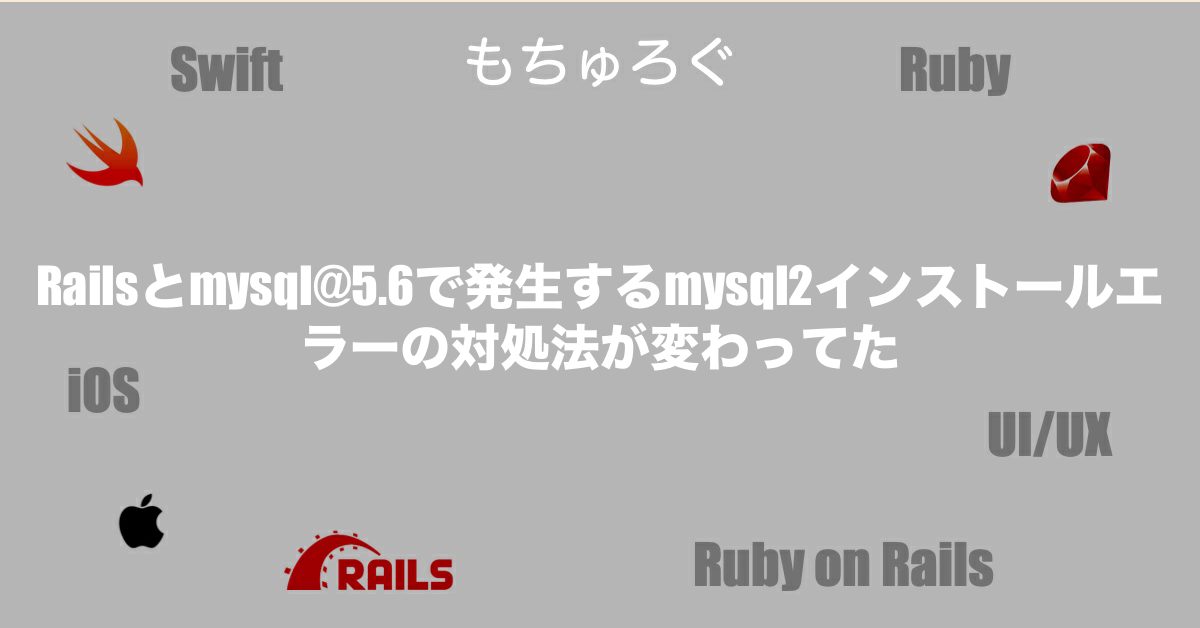 Swift
もちゅろぐ
Ruby
Railsとmysql@5.6で発生するmysql2インストールエ
ラーの対処法が変わってた
iOS
UI/UX
RAILS
Ruby on Rails